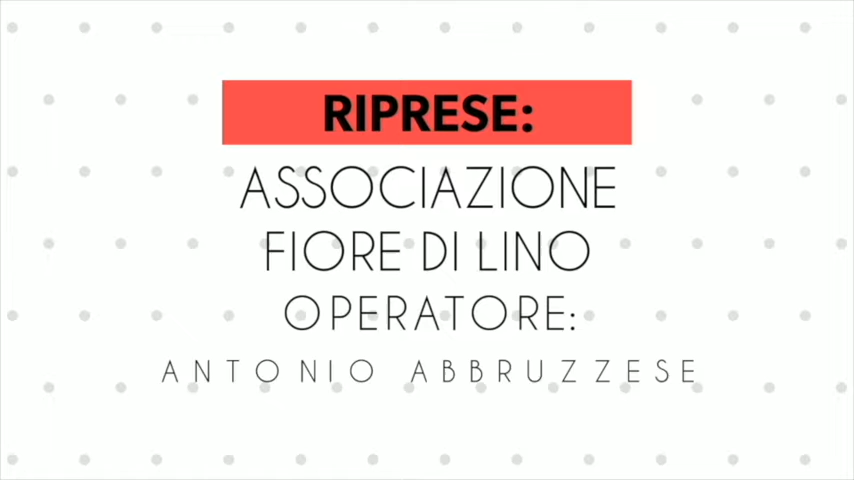 RIPRESE:
ASSOCIAZIONE
FIORE DI LINO
OPERATORE:
ANTONIO ABBRUZZESE